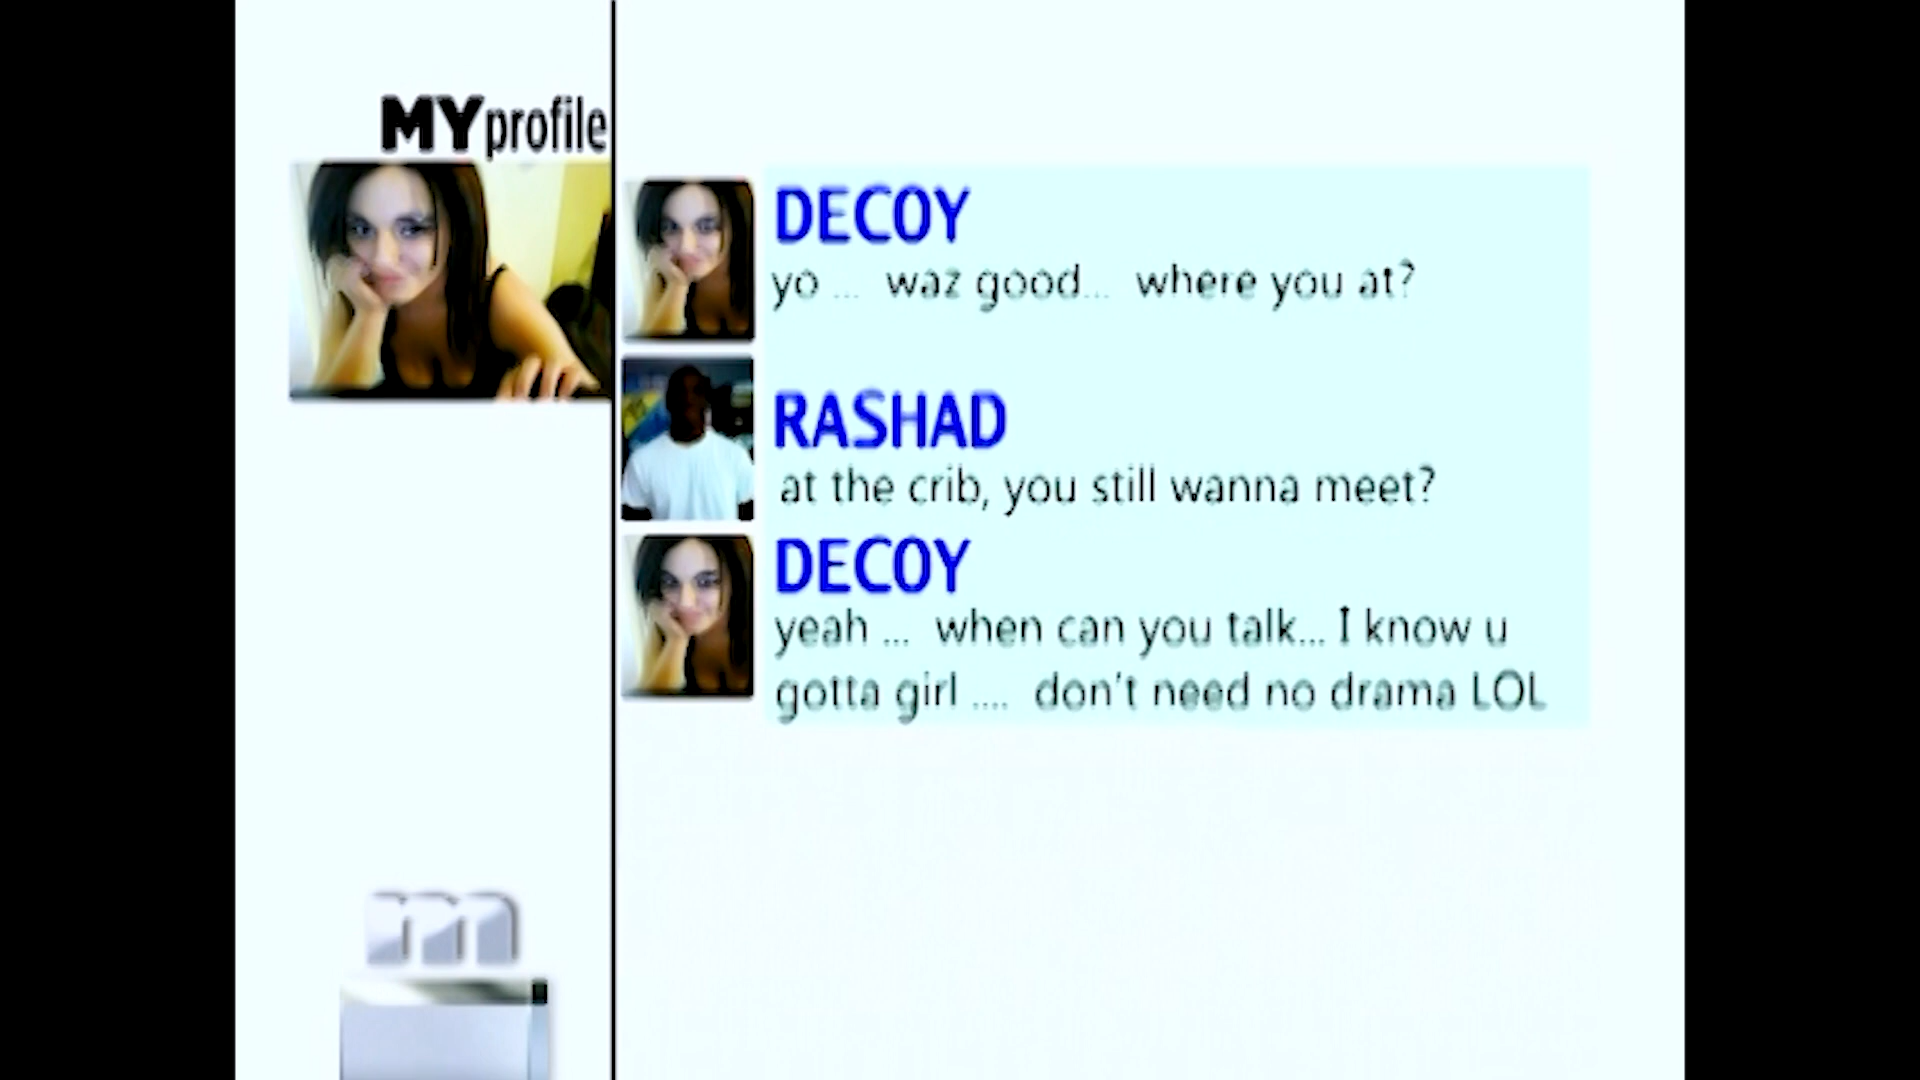 MYprofile
DECOY
yo ... waz good... where you at?
RASHAD
at the crib, you still wanna meet?
DECOY
yeah ... when can you talk... I know u
gotta girl .... don't need no drama LOL
m